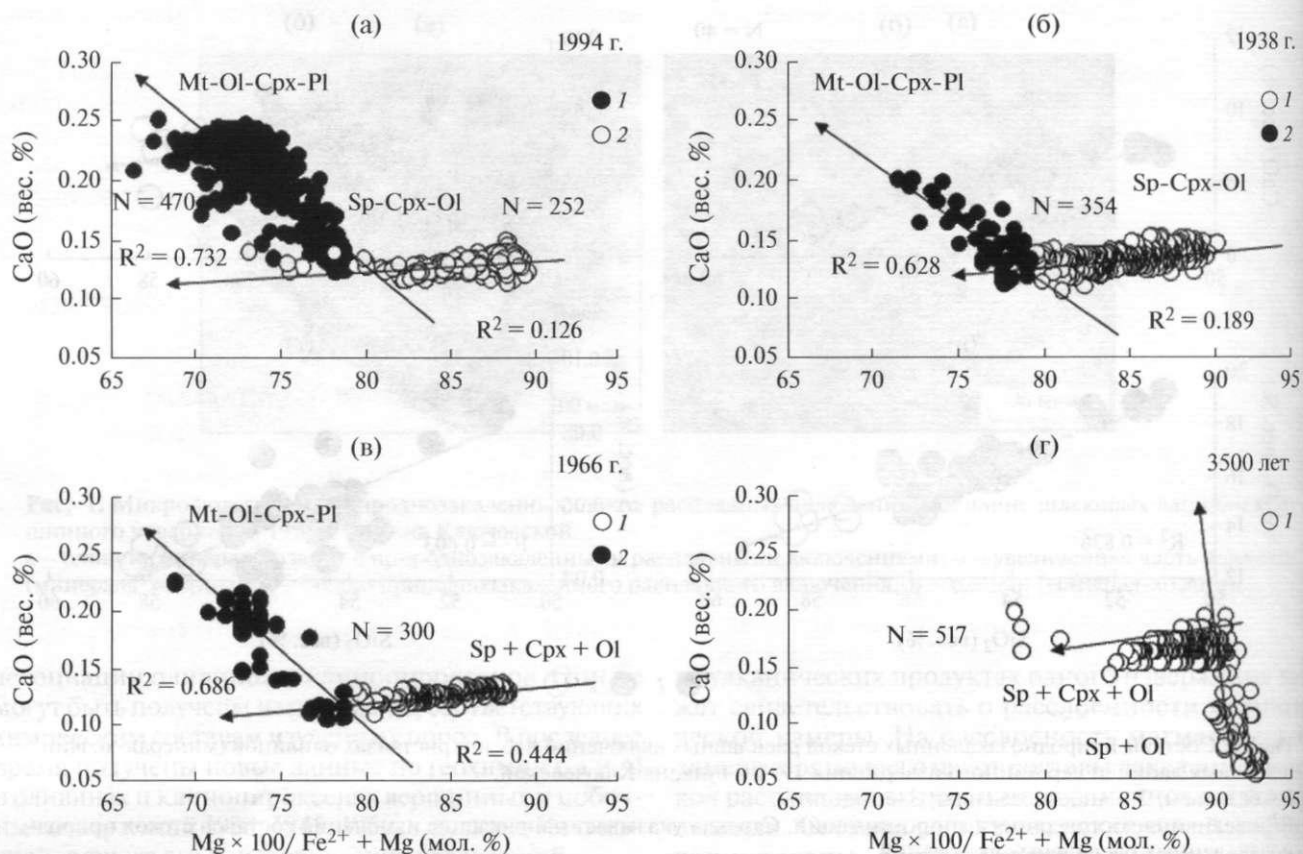 (а)
1994 г.
0.30
0.25
0.20
0.15
0.10
0.05
CaO (вес. %)
Mt-Ol-Cpx-Pl
1
2
N = 470
Sp-Cpx-Ol
N = 252
R² = 0.732
R² = 0.126
65 70 75 80 85 90 95
(б)
N = 40
1938 г.
0.30
0.25
0.20
0.15
0.10
0.05
CaO (вес. %)
Mt-Ol-Cpx-Pl
1
2
Sp-Cpx-Ol
N = 354
R² = 0.628
R² = 0.189
65 70 75 80 85 90 95
(в)
1966 г.
0.30
0.25
0.20
0.15
0.10
0.05
CaO (вес. %)
Mt-Ol-Cpx-Pl
1
2
N = 300
Sp + Cpx + Ol
R² = 0.686
65 70 75 80 85 90 95
Mg × 100/ Fe²⁺ + Mg (мол. %)
(г)
3500 лет
0.30
0.25
0.20
0.15
0.10
0.05
CaO (вес. %)
1
N = 517
Sp + Cpx + Ol
Sp + Ol
65 70 75 80 85 90 95
Mg × 100/ Fe²⁺ + Mg (мол. %)